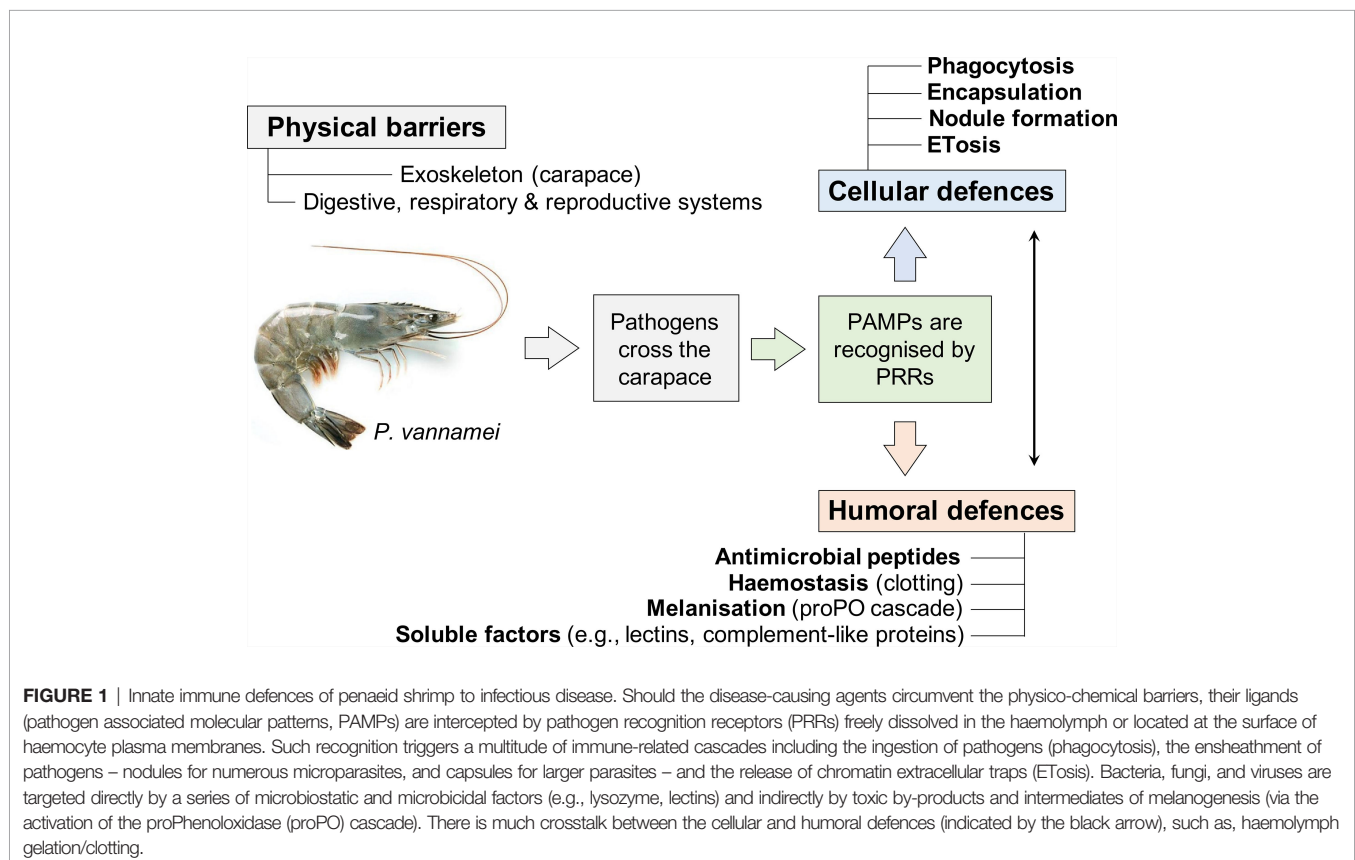 Physical barriers
Exoskeleton (carapace)
Digestive, respiratory & reproductive systems
P. vannamei
Pathogens
cross the
carapace
PAMPs are
recognised by
PRRs
Phagocytosis
Encapsulation
Nodule formation
ETosis
Cellular defences
Humoral defences
Antimicrobial peptides
Haemostasis (clotting)
Melanisation (proPO cascade)
Soluble factors (e.g., lectins, complement-like proteins)
FIGURE 1 | Innate immune defences of penaeid shrimp to infectious disease. Should the disease-causing agents circumvent the physico-chemical barriers, their ligands
(pathogen associated molecular patterns, PAMPs) are intercepted by pathogen recognition receptors (PRRs) freely dissolved in the haemolymph or located at the surface of
haemocyte plasma membranes. Such recognition triggers a multitude of immune-related cascades including the ingestion of pathogens (phagocytosis), the ensheathment of
pathogens – nodules for numerous microparasites, and capsules for larger parasites – and the release of chromatin extracellular traps (ETosis). Bacteria, fungi, and viruses are
targeted directly by a series of microbiostatic and microbicidal factors (e.g., lysozyme, lectins) and indirectly by toxic by-products and intermediates of melanogenesis (via the
activation of the proPhenoloxidase (proPO) cascade). There is much crosstalk between the cellular and humoral defences (indicated by the black arrow), such as, haemolymph
gelation/clotting.